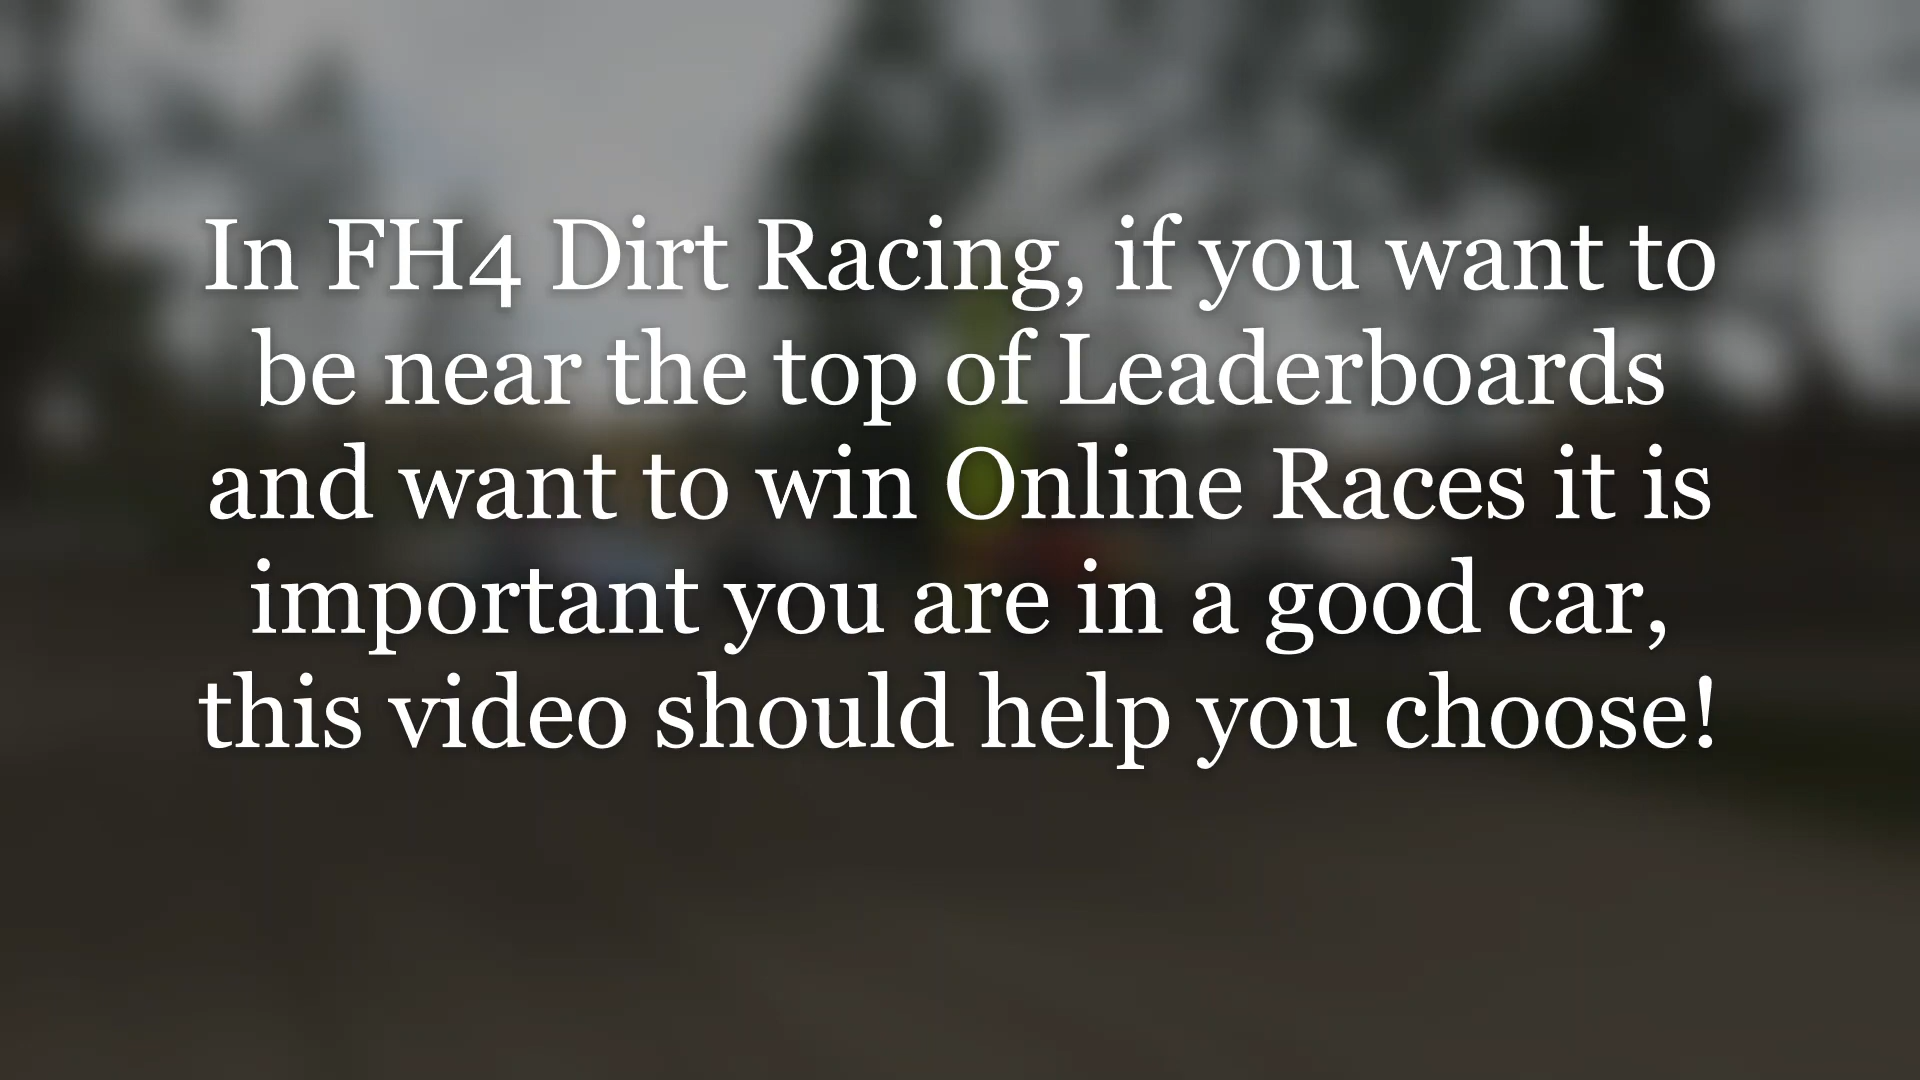 In FH4 Dirt Racing, if you want to
be near the top of Leaderboards
and want to win Online Races it is
important you are in a good car,
this video should help you choose!